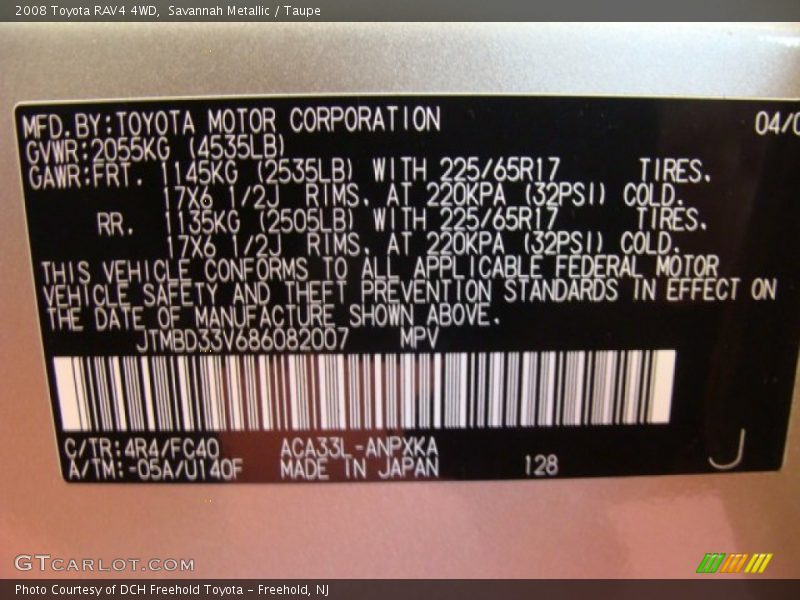 2008 Toyota RAV4 4WD,  Savannah Metallic / Taupe
MFD.BY:TOYOTA MOTOR CORPORATION 04/0
GVWR:2055KG (4535LB)
GAWR:FRT. 1145KG (2535LB) WITH 225/65R17 TIRES.
17X6 1/2J RIMS. AT 220KPA (32PSI) COLD.
RR. 1135KG (2505LB) WITH 225/65R17 TIRES.
17X6 1/2J RIMS. AT 220KPA (32PSI) COLD.
THIS VEHICLE CONFORMS TO ALL APPLICABLE FEDERAL MOTOR
VEHICLE SAFETY AND THEFT PREVENTION STANDARDS IN EFFECT ON
THE DATE OF MANUFACTURE SHOWN ABOVE.
JTMBD33V686082007 MPV
C/TR:4R4/FC40 ACA33L-ANPXKA
A/TM:-05A/U140F MADE IN JAPAN 128 J
GTCARLOT.COM
Photo Courtesy of DCH Freehold Toyota - Freehold, NJ